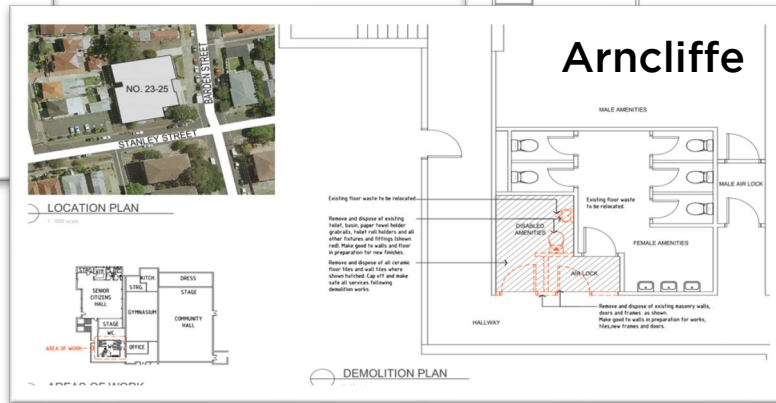 Arncliffe
NO. 23-25
BARDEN STREET
STANLEY STREET
LOCATION PLAN
MALE AMENITIES
MALE AIR LOCK
Existing floor waste to be relocated.
Remove and dispose of existing
toilet, basin, paper towel holder
grabrails, toilet roll holders and all
other fixtures and fittings (shown
red). Make good to walls and floor
in preparation for new finishes.
Remove and dispose of all ceramic
floor tiles and wall tiles where
shown hatched. Cap off and make
safe all services following
demolition works.
DISABLED
AMENITIES
Existing floor waste
to be relocated.
FEMALE AMENITIES
AIR LOCK
Remove and dispose of existing masonry walls,
doors and frames as shown.
Make good to walls in preparation for works,
tiles,new frames and doors.
HALLWAY
STRG.
KIT.
KITCH.
DRESS
STRG.
STAGE
SENIOR
CITIZENS
HALL
GYMNASIUM
COMMUNITY
HALL
STAGE
WC.
OFFICE
AREA OF WORK
DEMOLITION PLAN
AREAS OF WORK